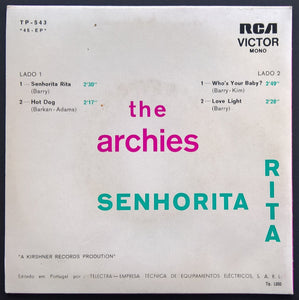 TP-543
"45-EP"
RCA
VICTOR
MONO
LADO 1
1—Senhorita Rita 2'30"
(Barry)
2—Hot Dog 2'17"
(Barkan-Adams)
LADO 2
1—Who's Your Baby? 2'49"
(Barry-Kim)
2—Love Light 2'28"
(Barry)
the
archies
SENHORITA
RITA
"A KIRSHNER RECORDS PRODUTION"
Editado em Portugal por TELECTRA—EMPRESA TÉCNICA DE EQUIPAMENTOS ELÉCTRICOS, S. A. R. L.